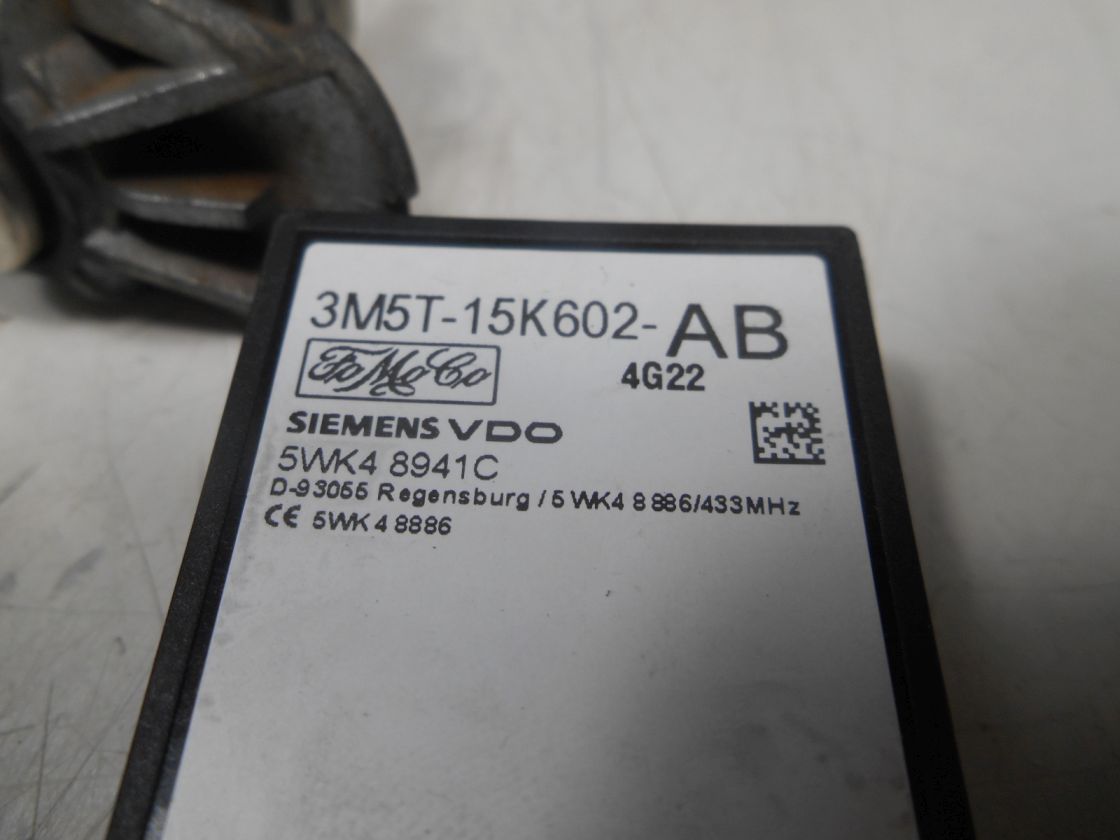 3M5T-15K602-AB
FoMoCo 4G22
SIEMENS VDO
5WK4 8941C
D-93055 Regensburg / 5 WK4 8 886/433MHz
CE 5WK4 8886